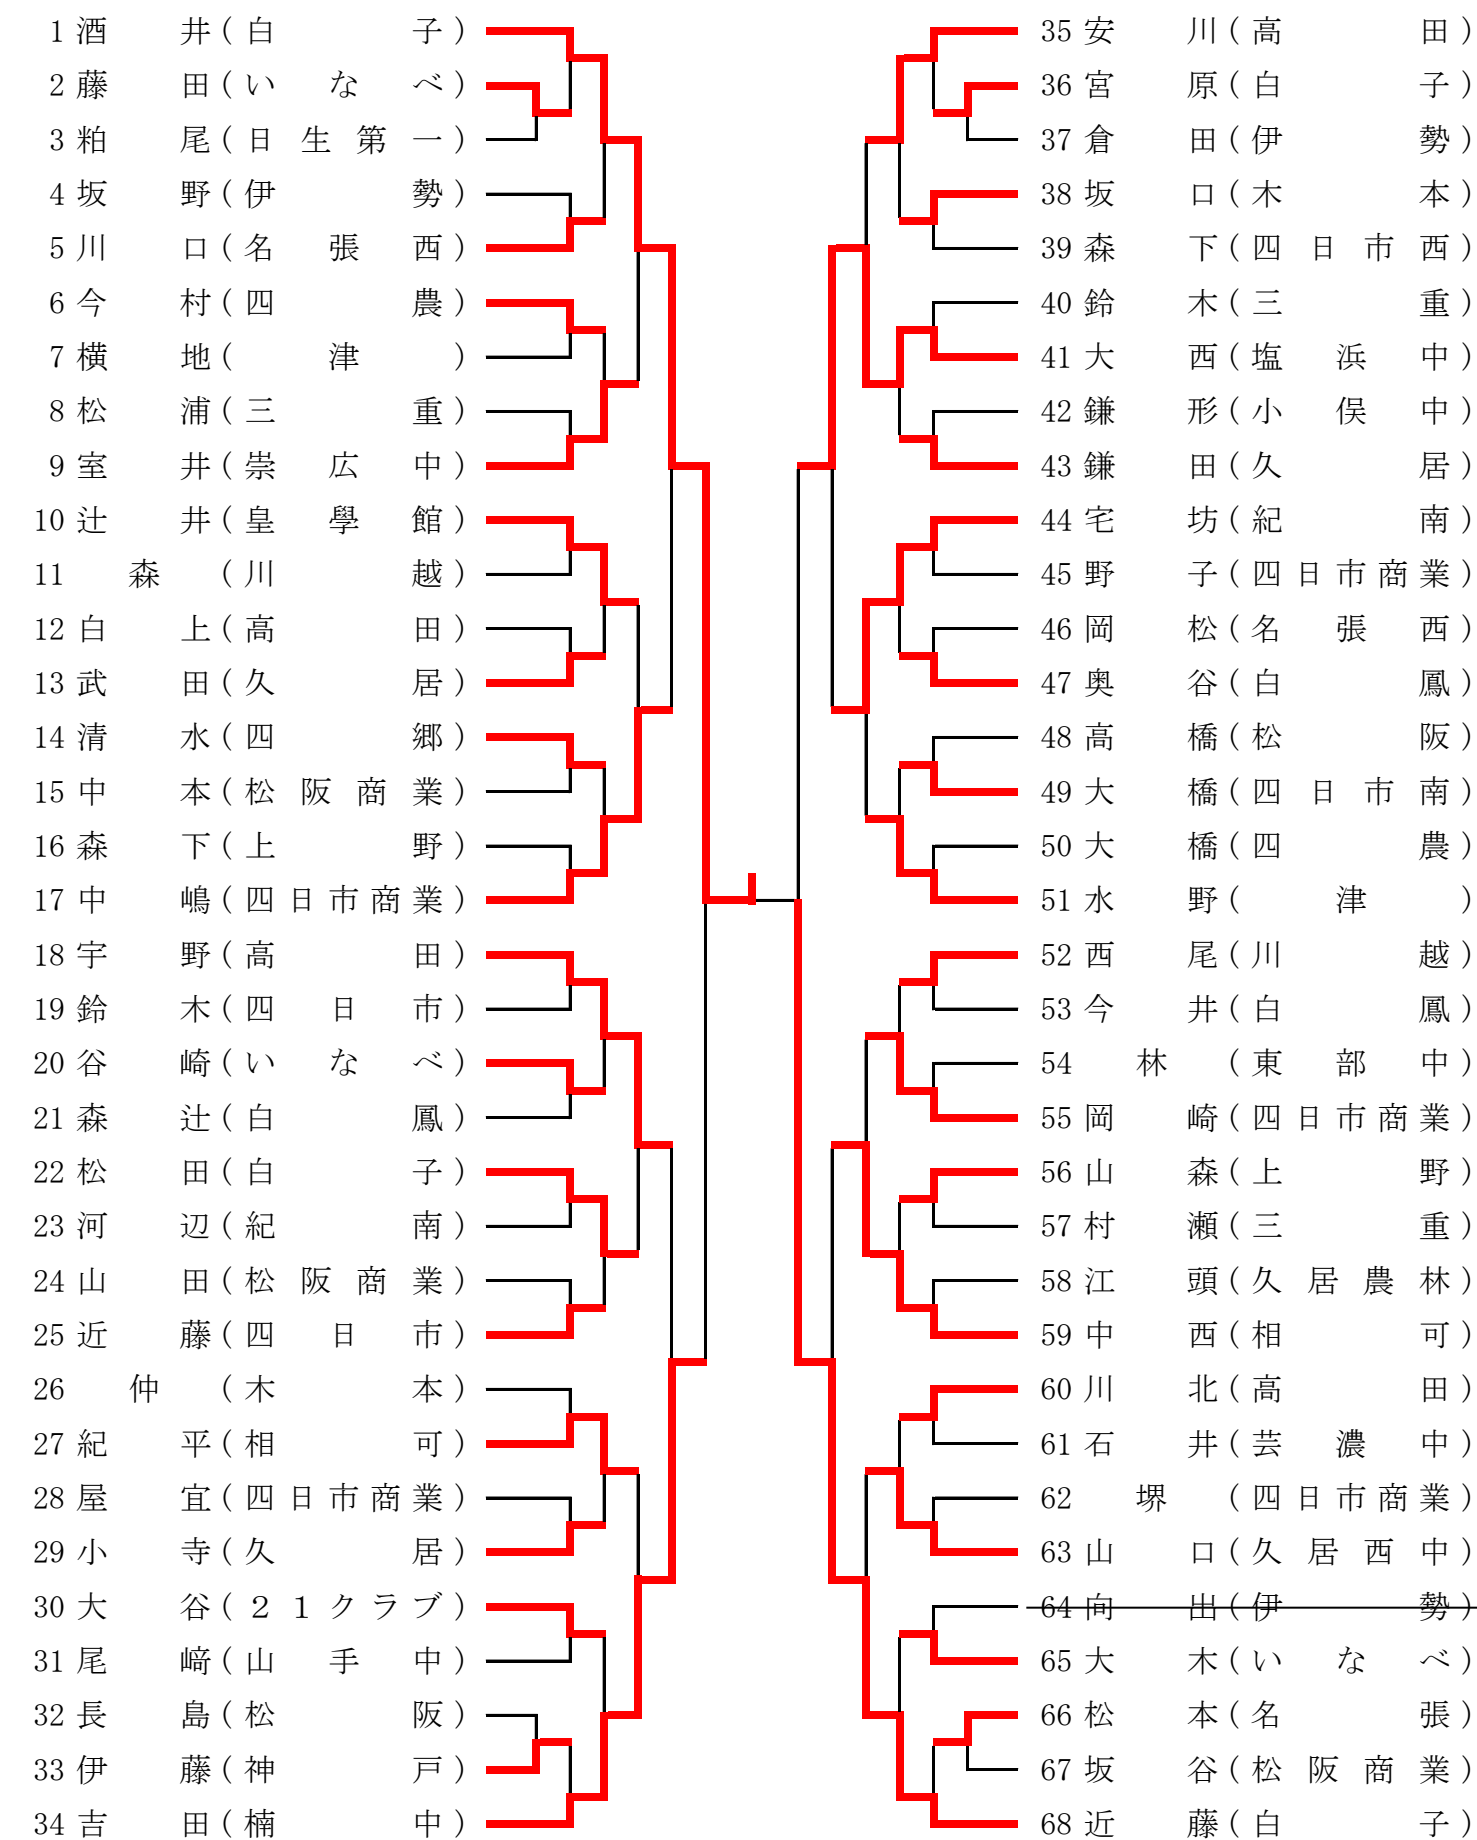 1 酒井(白子)
2 藤田(いなべ)
3 粕尾(日生第一)
4 坂野(伊勢)
5 川口(名張西)
6 今村(四農)
7 横地(津)
8 松浦(三重)
9 室井(崇広中)
10 辻井(皇學館)
11 森(川越)
12 白上(高田)
13 武田(久居)
14 清水(四郷)
15 中本(松阪商業)
16 森下(上野)
17 中嶋(四日市商業)
18 宇野(高田)
19 鈴木(四日市)
20 谷崎(いなべ)
21 森辻(白鳳)
22 松田(白子)
23 河辺(紀南)
24 山田(松阪商業)
25 近藤(四日市)
26 仲(木本)
27 紀平(相可)
28 屋宜(四日市商業)
29 小寺(久居)
30 大谷(２１クラブ)
31 尾﨑(山手中)
32 長島(松阪)
33 伊藤(神戸)
34 吉田(楠中)
35 安川(高田)
36 宮原(白子)
37 倉田(伊勢)
38 坂口(木本)
39 森下(四日市西)
40 鈴木(三重)
41 大西(塩浜中)
42 鎌形(小俣中)
43 鎌田(久居)
44 宅坊(紀南)
45 野子(四日市商業)
46 岡松(名張西)
47 奥谷(白鳳)
48 高橋(松阪)
49 大橋(四日市南)
50 大橋(四農)
51 水野(津)
52 西尾(川越)
53 今井(白鳳)
54 林(東部中)
55 岡崎(四日市商業)
56 山森(上野)
57 村瀬(三重)
58 江頭(久居農林)
59 中西(相可)
60 川北(高田)
61 石井(芸濃中)
62 堺(四日市商業)
63 山口(久居西中)
64 向出(伊勢)
65 大木(いなべ)
66 松本(名張)
67 坂谷(松阪商業)
68 近藤(白子)